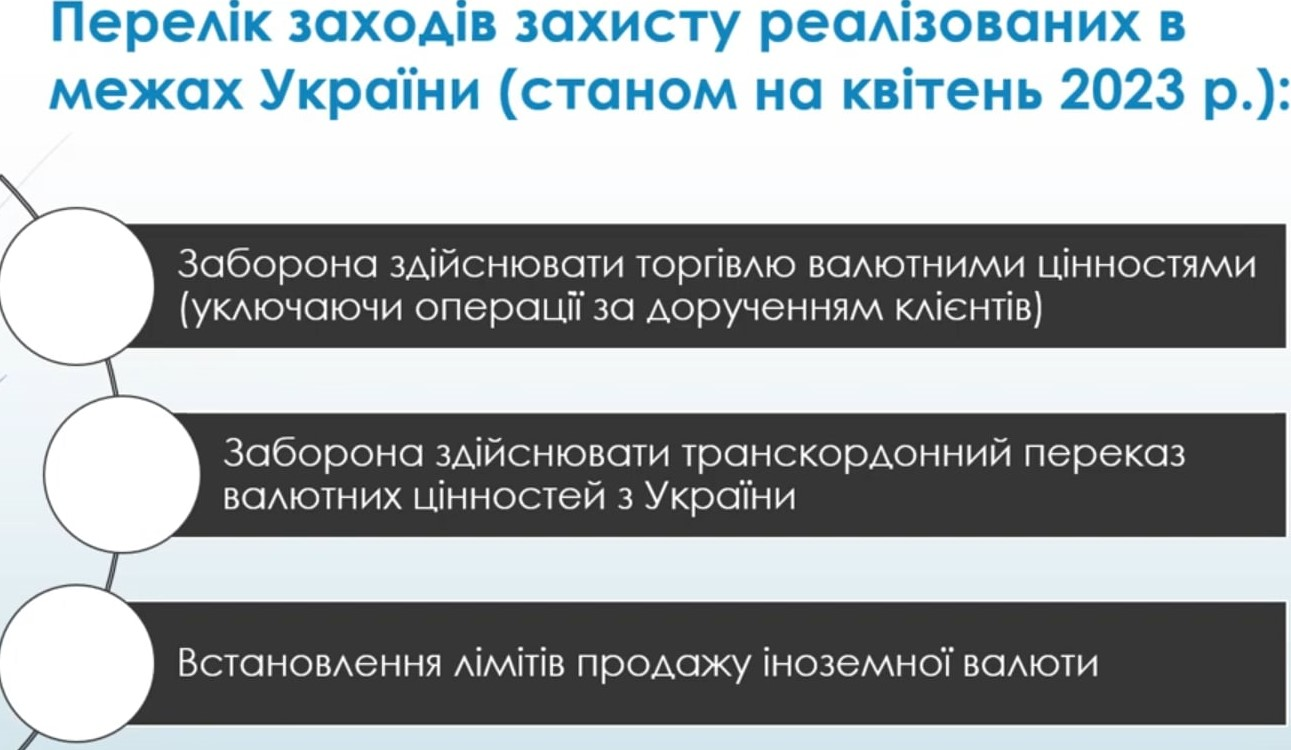 Перелік заходів захисту реалізованих в
межах України (станом на квітень 2023 р.):
Заборона здійснювати торгівлю валютними цінностями
(уключаючи операції за дорученням клієнтів)
Заборона здійснювати транскордонний переказ
валютних цінностей з України
Встановлення лімітів продажу іноземної валюти